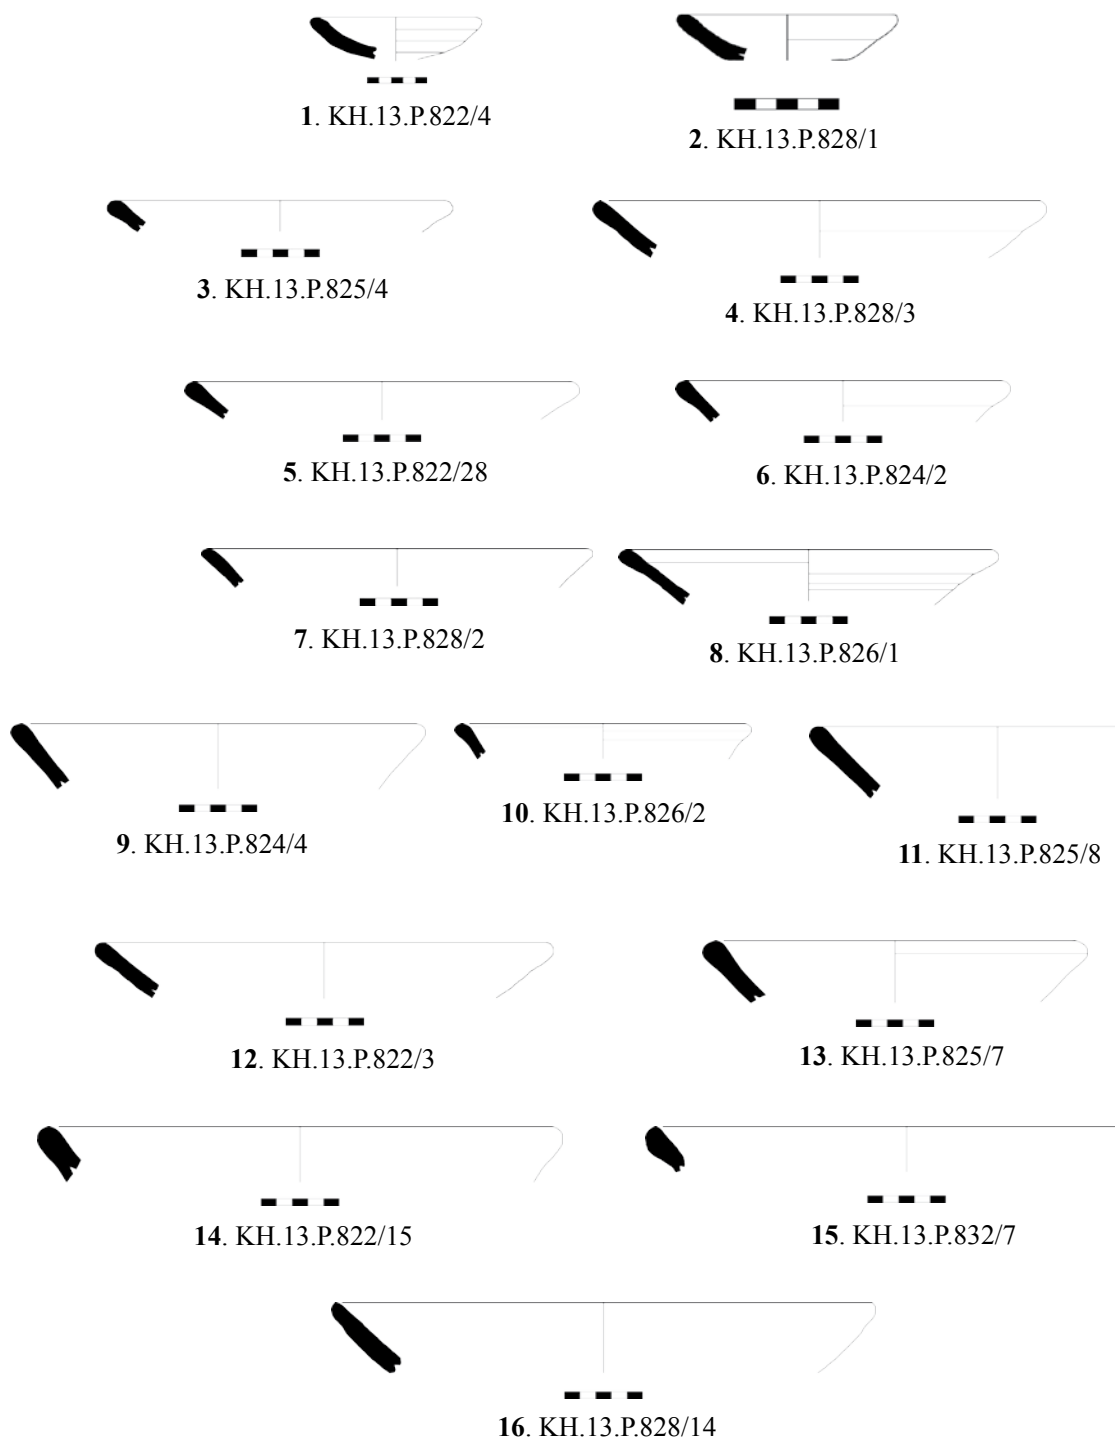 1. KH.13.P.822/4
2. KH.13.P.828/1
3. KH.13.P.825/4
4. KH.13.P.828/3
5. KH.13.P.822/28
6. KH.13.P.824/2
7. KH.13.P.828/2
8. KH.13.P.826/1
9. KH.13.P.824/4
10. KH.13.P.826/2
11. KH.13.P.825/8
12. KH.13.P.822/3
13. KH.13.P.825/7
14. KH.13.P.822/15
15. KH.13.P.832/7
16. KH.13.P.828/14